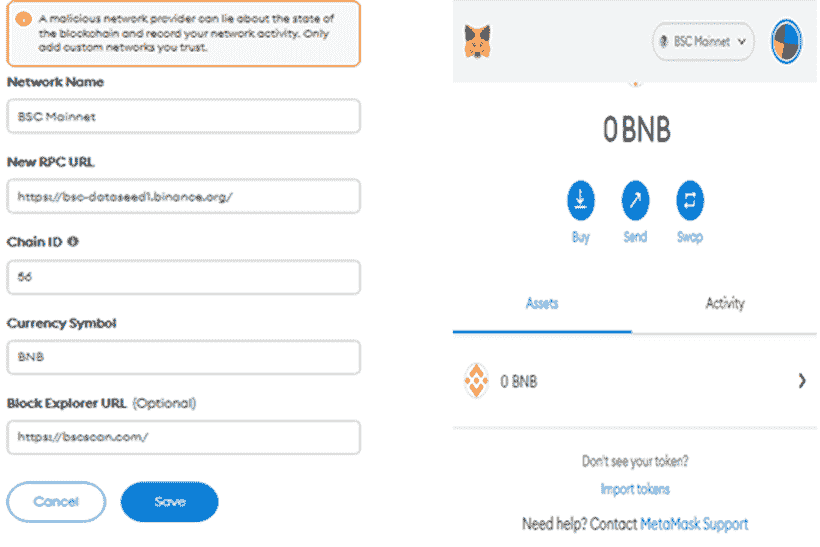 A malicious network provider can lie about the state of
the blockchain and record your network activity. Only
add custom networks you trust.
Network Name
BSC Mainnet
New RPC URL
https://bsc-dataseed1.binance.org/
Chain ID
56
Currency Symbol
BNB
Block Explorer URL (Optional)
https://bscscan.com/
Cancel
Save
BSC Mainnet
0 BNB
Buy
Send
Swap
Assets
Activity
0 BNB
Don't see your token?
Import tokens
Need help? Contact MetaMask Support